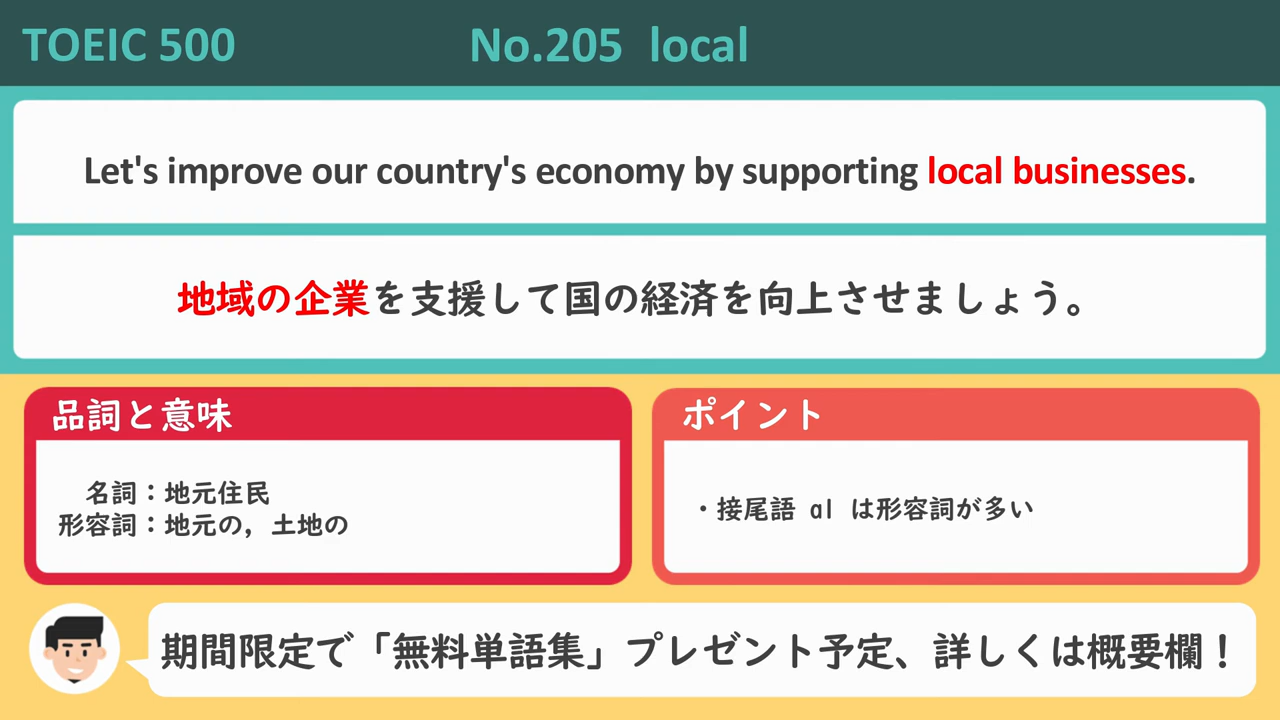 TOEIC 500 No.205 local
Let's improve our country's economy by supporting local businesses.
地域の企業を支援して国の経済を向上させましょう。
品詞と意味
名詞：地元住民
形容詞：地元の，土地の
ポイント
・接尾語 al は形容詞が多い
期間限定で「無料単語集」プレゼント予定、詳しくは概要欄！